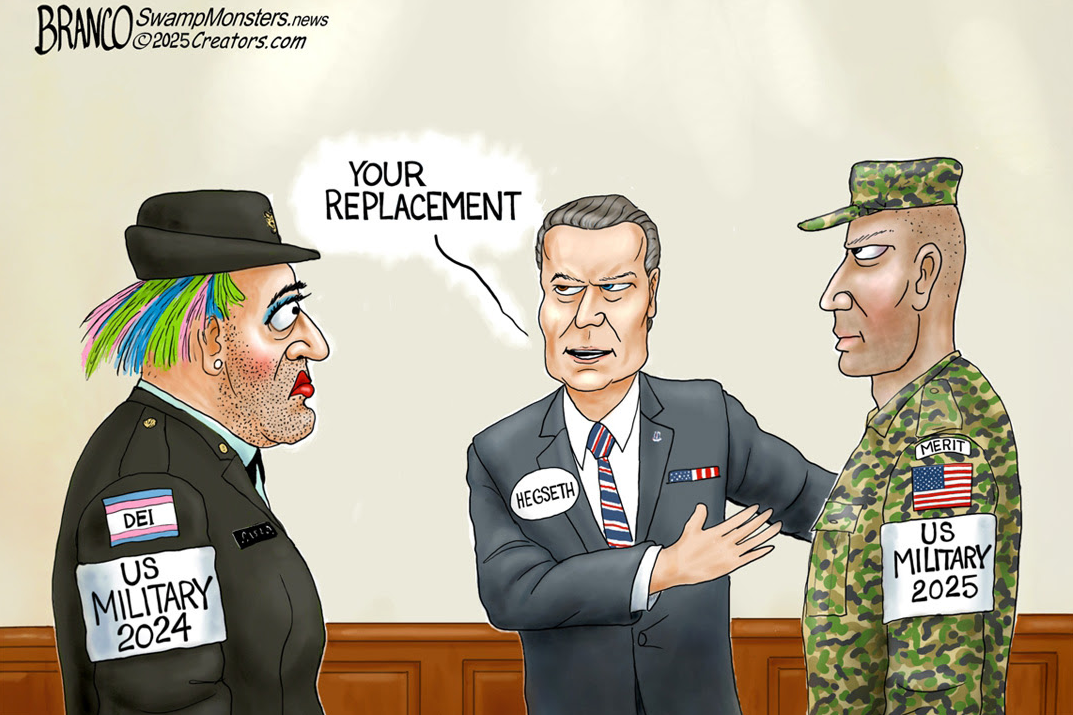 BRANCO SwampMonsters.news
©2025 Creators.com
YOUR
REPLACEMENT
HEGSETH
DEI
US
MILITARY
2024
MERIT
US
MILITARY
2025